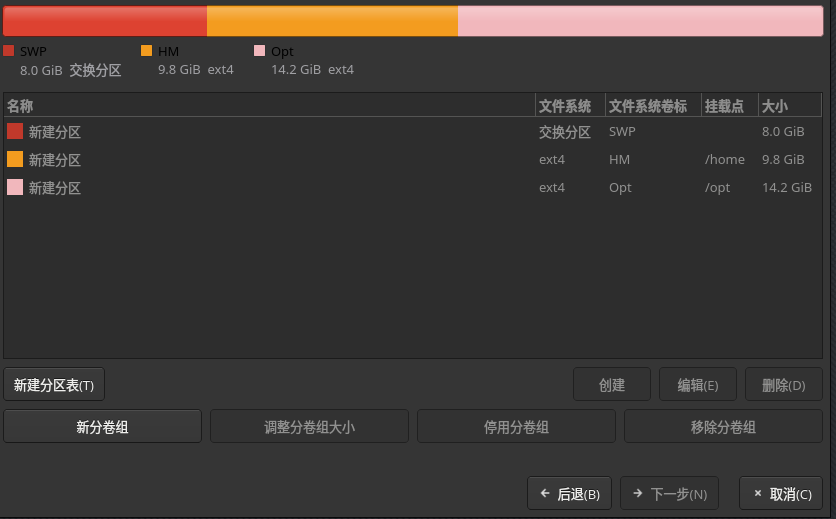 SWP HM Opt
8.0 GiB 交换分区 9.8 GiB ext4 14.2 GiB ext4
名称 文件系统 文件系统卷标 挂载点 大小
新建分区 交换分区 SWP 8.0 GiB
新建分区 ext4 HM /home 9.8 GiB
新建分区 ext4 Opt /opt 14.2 GiB
新建分区表(T) 创建 编辑(E) 删除(D)
新分卷组 调整分卷组大小 停用分卷组 移除分卷组
后退(B) 下一步(N) 取消(C)